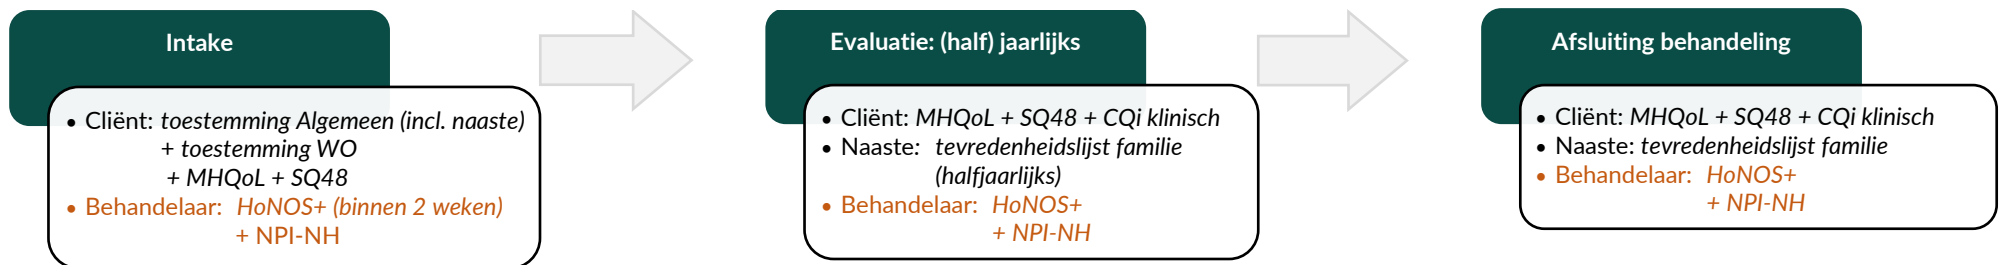 Intake
• Cliënt: toestemming Algemeen (incl. naaste)
+ toestemming WO
+ MHQoL + SQ48
• Behandelaar: HoNOS+ (binnen 2 weken)
+ NPI-NH
Evaluatie: (half) jaarlijks
• Cliënt: MHQoL + SQ48 + CQi klinisch
• Naaste: tevredenheidslijst familie
(halfjaarlijks)
• Behandelaar: HoNOS+
+ NPI-NH
Afsluiting behandeling
• Cliënt: MHQoL + SQ48 + CQi klinisch
• Naaste: tevredenheidslijst familie
• Behandelaar: HoNOS+
+ NPI-NH